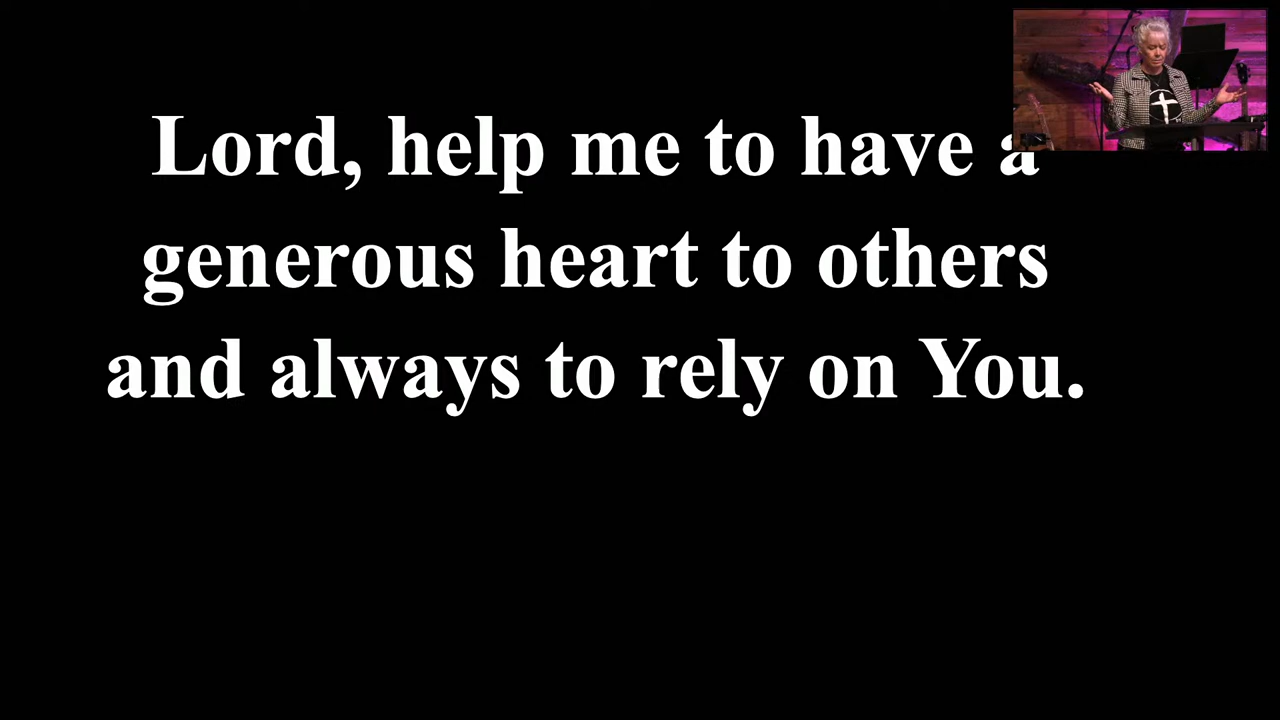 Lord, help me to have a
generous heart to others
and always to rely on You.